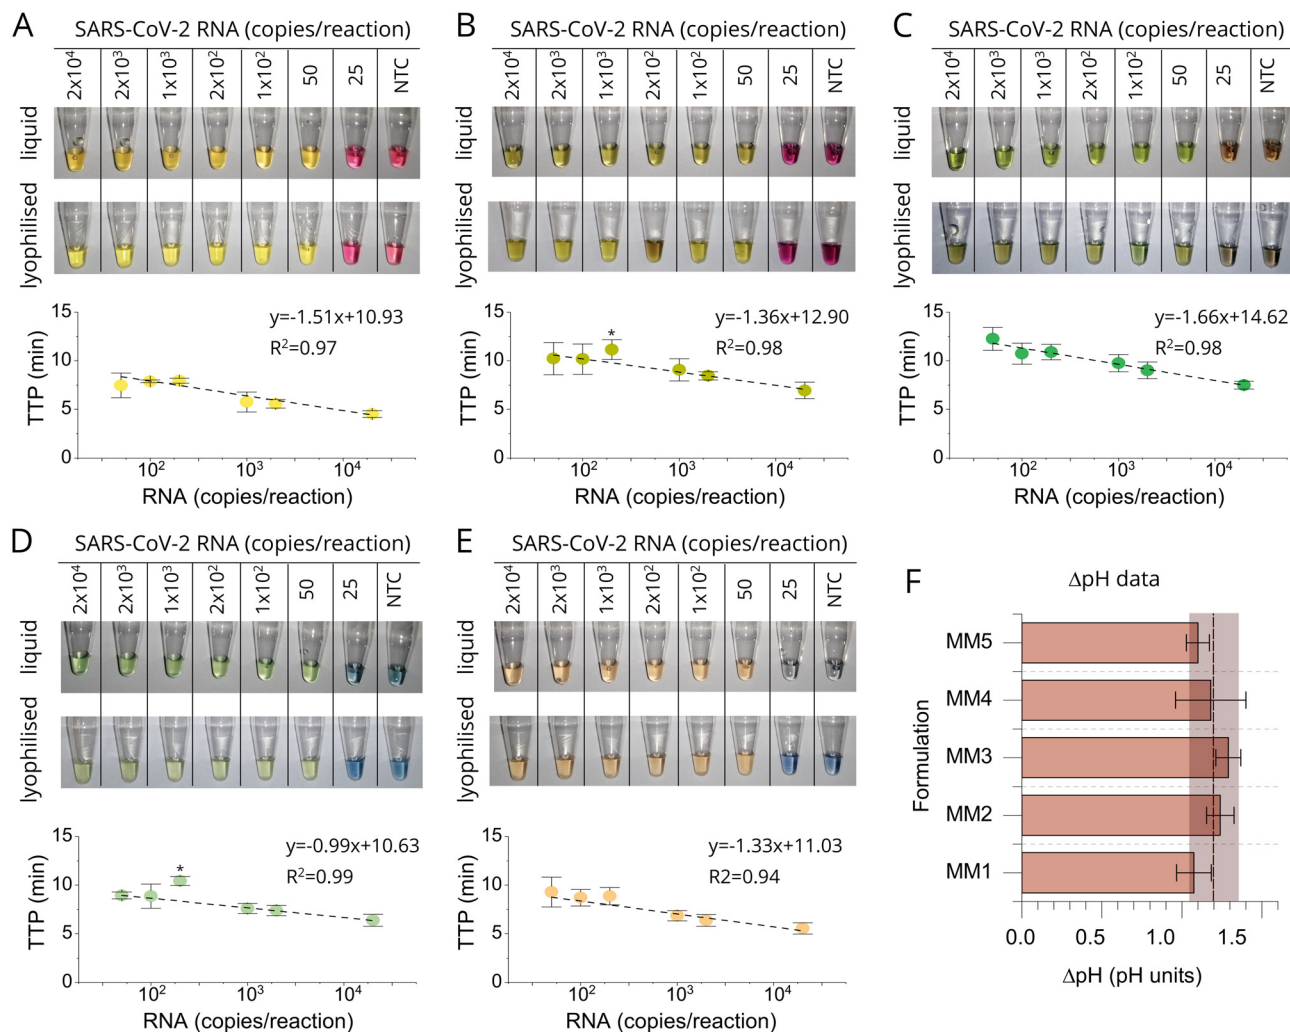 A
SARS-CoV-2 RNA (copies/reaction)
2x10⁴ 2x10³ 1x10³ 2x10² 1x10² 50 25 NTC
liquid
lyophilised
y=-1.51x+10.93
R²=0.97
15
10
5
0
TTP (min)
10² 10³ 10⁴
RNA (copies/reaction)
B
SARS-CoV-2 RNA (copies/reaction)
2x10⁴ 2x10³ 1x10³ 2x10² 1x10² 50 25 NTC
liquid
lyophilised
y=-1.36x+12.90
*
R²=0.98
15
10
5
0
TTP (min)
10² 10³ 10⁴
RNA (copies/reaction)
C
SARS-CoV-2 RNA (copies/reaction)
2x10⁴ 2x10³ 1x10³ 2x10² 1x10² 50 25 NTC
liquid
lyophilised
y=-1.66x+14.62
R²=0.98
15
10
5
0
TTP (min)
10² 10³ 10⁴
RNA (copies/reaction)
D
SARS-CoV-2 RNA (copies/reaction)
2x10⁴ 2x10³ 1x10³ 2x10² 1x10² 50 25 NTC
liquid
lyophilised
y=-0.99x+10.63
*
R²=0.99
15
10
5
0
TTP (min)
10² 10³ 10⁴
RNA (copies/reaction)
E
SARS-CoV-2 RNA (copies/reaction)
2x10⁴ 2x10³ 1x10³ 2x10² 1x10² 50 25 NTC
liquid
lyophilised
y=-1.33x+11.03
R2=0.94
15
10
5
0
TTP (min)
10² 10³ 10⁴
RNA (copies/reaction)
F
ΔpH data
MM5
MM4
MM3
MM2
MM1
Formulation
0.0 0.5 1.0 1.5
ΔpH (pH units)